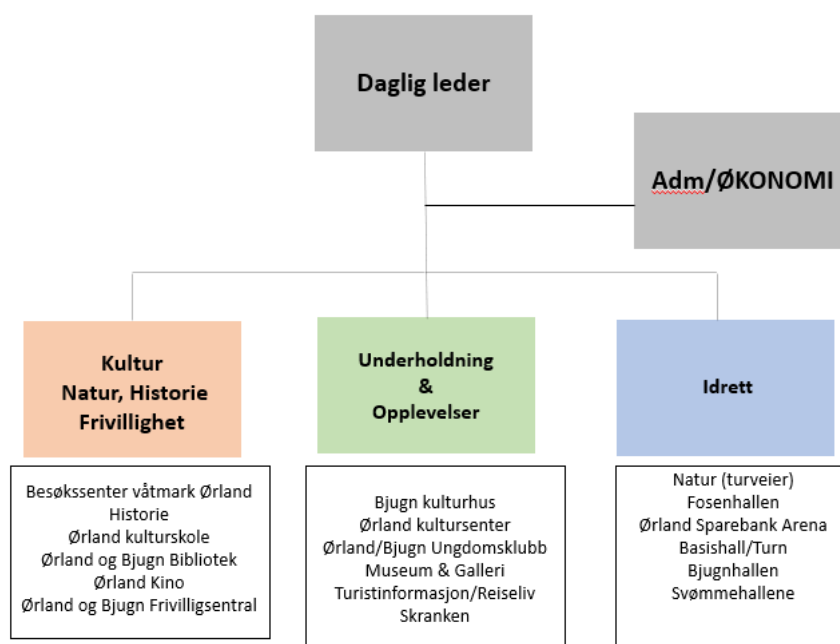 Daglig leder
Adm/ØKONOMI
Kultur
Natur, Historie
Frivillighet
Underholdning
&
Opplevelser
Idrett
Besøkssenter våtmark Ørland
Historie
Ørland kulturskole
Ørland og Bjugn Bibliotek
Ørland Kino
Ørland og Bjugn Frivilligsentral
Bjugn kulturhus
Ørland kultursenter
Ørland/Bjugn Ungdomsklubb
Museum & Galleri
Turistinformasjon/Reiseliv
Skranken
Natur (turveier)
Fosenhallen
Ørland Sparebank Arena
Basishall/Turn
Bjugnhallen
Svømmehallene